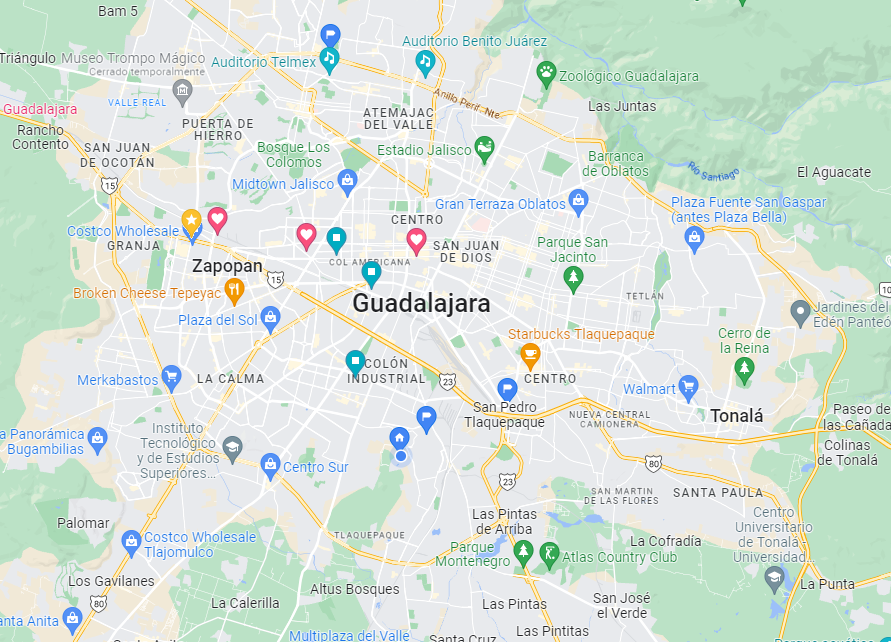 Bam 5
Auditorio Benito Juárez
Triángulo
Museo Trompo Mágico
Cerrado temporalmente
Auditorio Telmex
Zoológico Guadalajara
VALLE REAL
Anillo Perif. Nte
Las Juntas
Guadalajara
Rancho
Contento
PUERTA DE
HIERRO
ATEMAJAC
DEL VALLE
SAN JUAN
DE OCOTÁN
Bosque Los
Colomos
Estadio Jalisco
Barranca
de Oblatos
Río Santiago
El Aguacate
15
Midtown Jalisco
Gran Terraza Oblatos
Plaza Fuente San Gaspar
(antes Plaza Bella)
CENTRO
Costco Wholesale
GRANJA
SAN JUAN
DE DIOS
Parque San
Jacinto
COL AMERICANA
Zapopan
15
Broken Cheese Tepeyac
TETLÁN
10
Guadalajara
Jardines del
Edén Panteó
Plaza del Sol
Starbucks Tlaquepaque
Cerro de
la Reina
COLÓN
INDUSTRIAL
Merkabastos
LA CALMA
23
CENTRO
Walmart
San Pedro
Tlaquepaque
NUEVA CENTRAL
CAMIONERA
Tonalá
Paseo de
las Cañada
a Panorámica
Bugambilias
Instituto
Tecnológico
y de Estudios
Superiores...
Colinas
de Tonalá
Centro Sur
80
23
SAN MARTIN
DE LAS FLORES
SANTA PAULA
Palomar
Las Pintas
de Arriba
Centro
Universitario
de Tonalá -
Universidad...
Costco Wholesale
Tlajomulco
TLAQUEPAQUE
La Cofradía
Parque
Montenegro
Atlas Country Club
Los Gavilanes
Altus Bosques
La Punta
80
La Calerilla
Las Pintas
San José
el Verde
anta Anita
Las Pintitas
Multiplaza del Valle
Santa Cruz